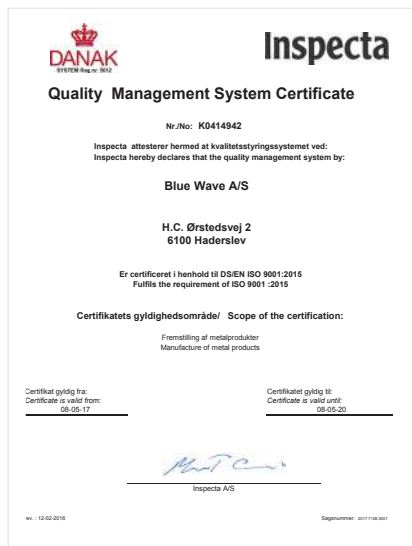 DANAK
SYSTEM Reg.nr. 5012
Inspecta
Quality Management System Certificate
Nr./No: K0414942
Inspecta attesterer hermed at kvalitetsstyringssystemet ved:
Inspecta hereby declares that the quality management system by:
Blue Wave A/S
H.C. Ørstedsvej 2
6100 Haderslev
Er certificeret i henhold til DS/EN ISO 9001:2015
Fulfils the requirement of ISO 9001 :2015
Certifikatets gyldighedsområde/ Scope of the certification:
Fremstilling af metalprodukter
Manufacture of metal products
Certifikat gyldig fra:
Certificate is valid from:
08-05-17
Certifikatet gyldig til:
Certificate is valid until:
08-05-20
Inspecta A/S
rev. : 12-02-2016
Sagsnummer: